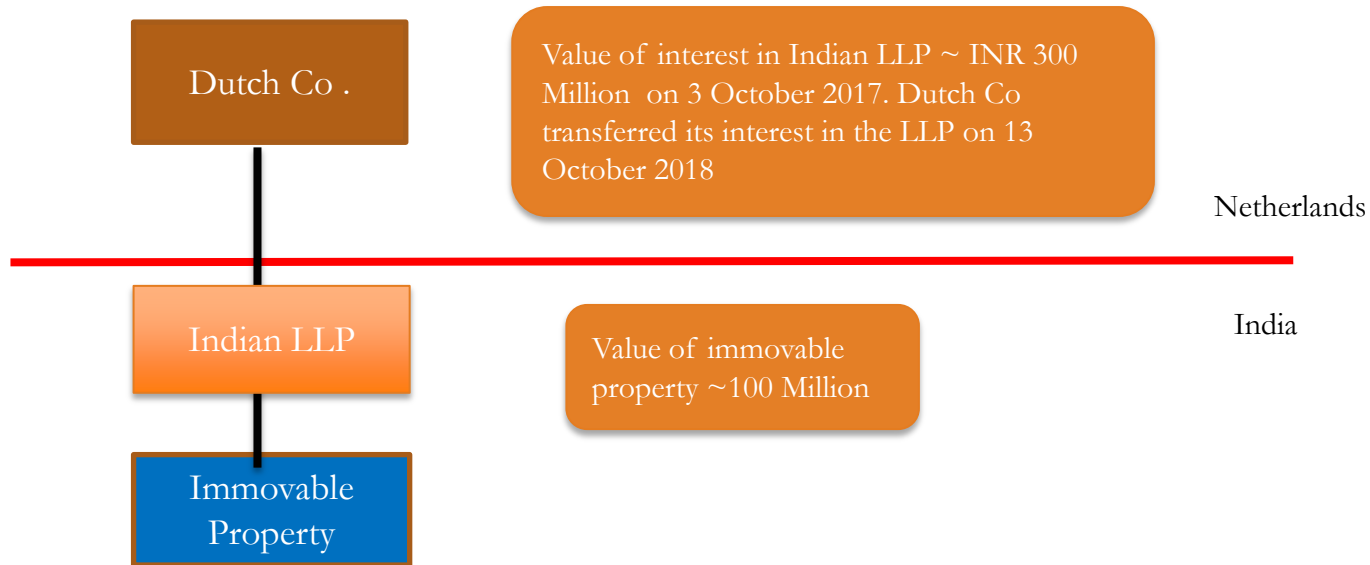 Dutch Co .
Value of interest in Indian LLP ~ INR 300
Million on 3 October 2017. Dutch Co
transferred its interest in the LLP on 13
October 2018
Netherlands
India
Indian LLP
Value of immovable
property ~100 Million
Immovable
Property